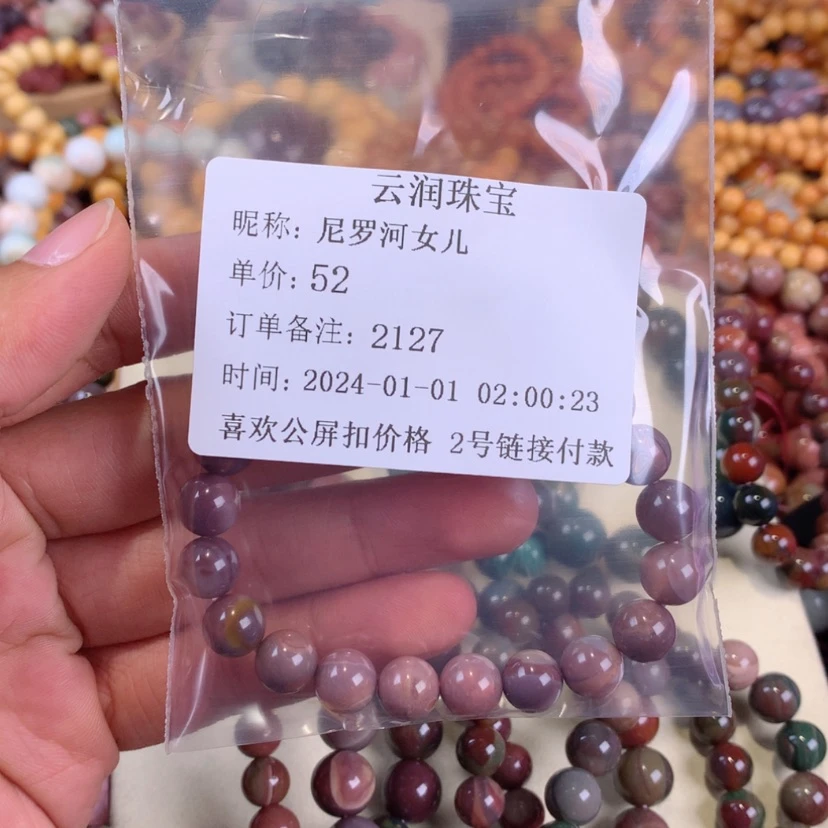 云润珠宝
昵称: 尼罗河女儿
单价: 52
订单备注: 2127
时间: 2024-01-01 02:00:23
喜欢公屏扣价格 2号链接付款